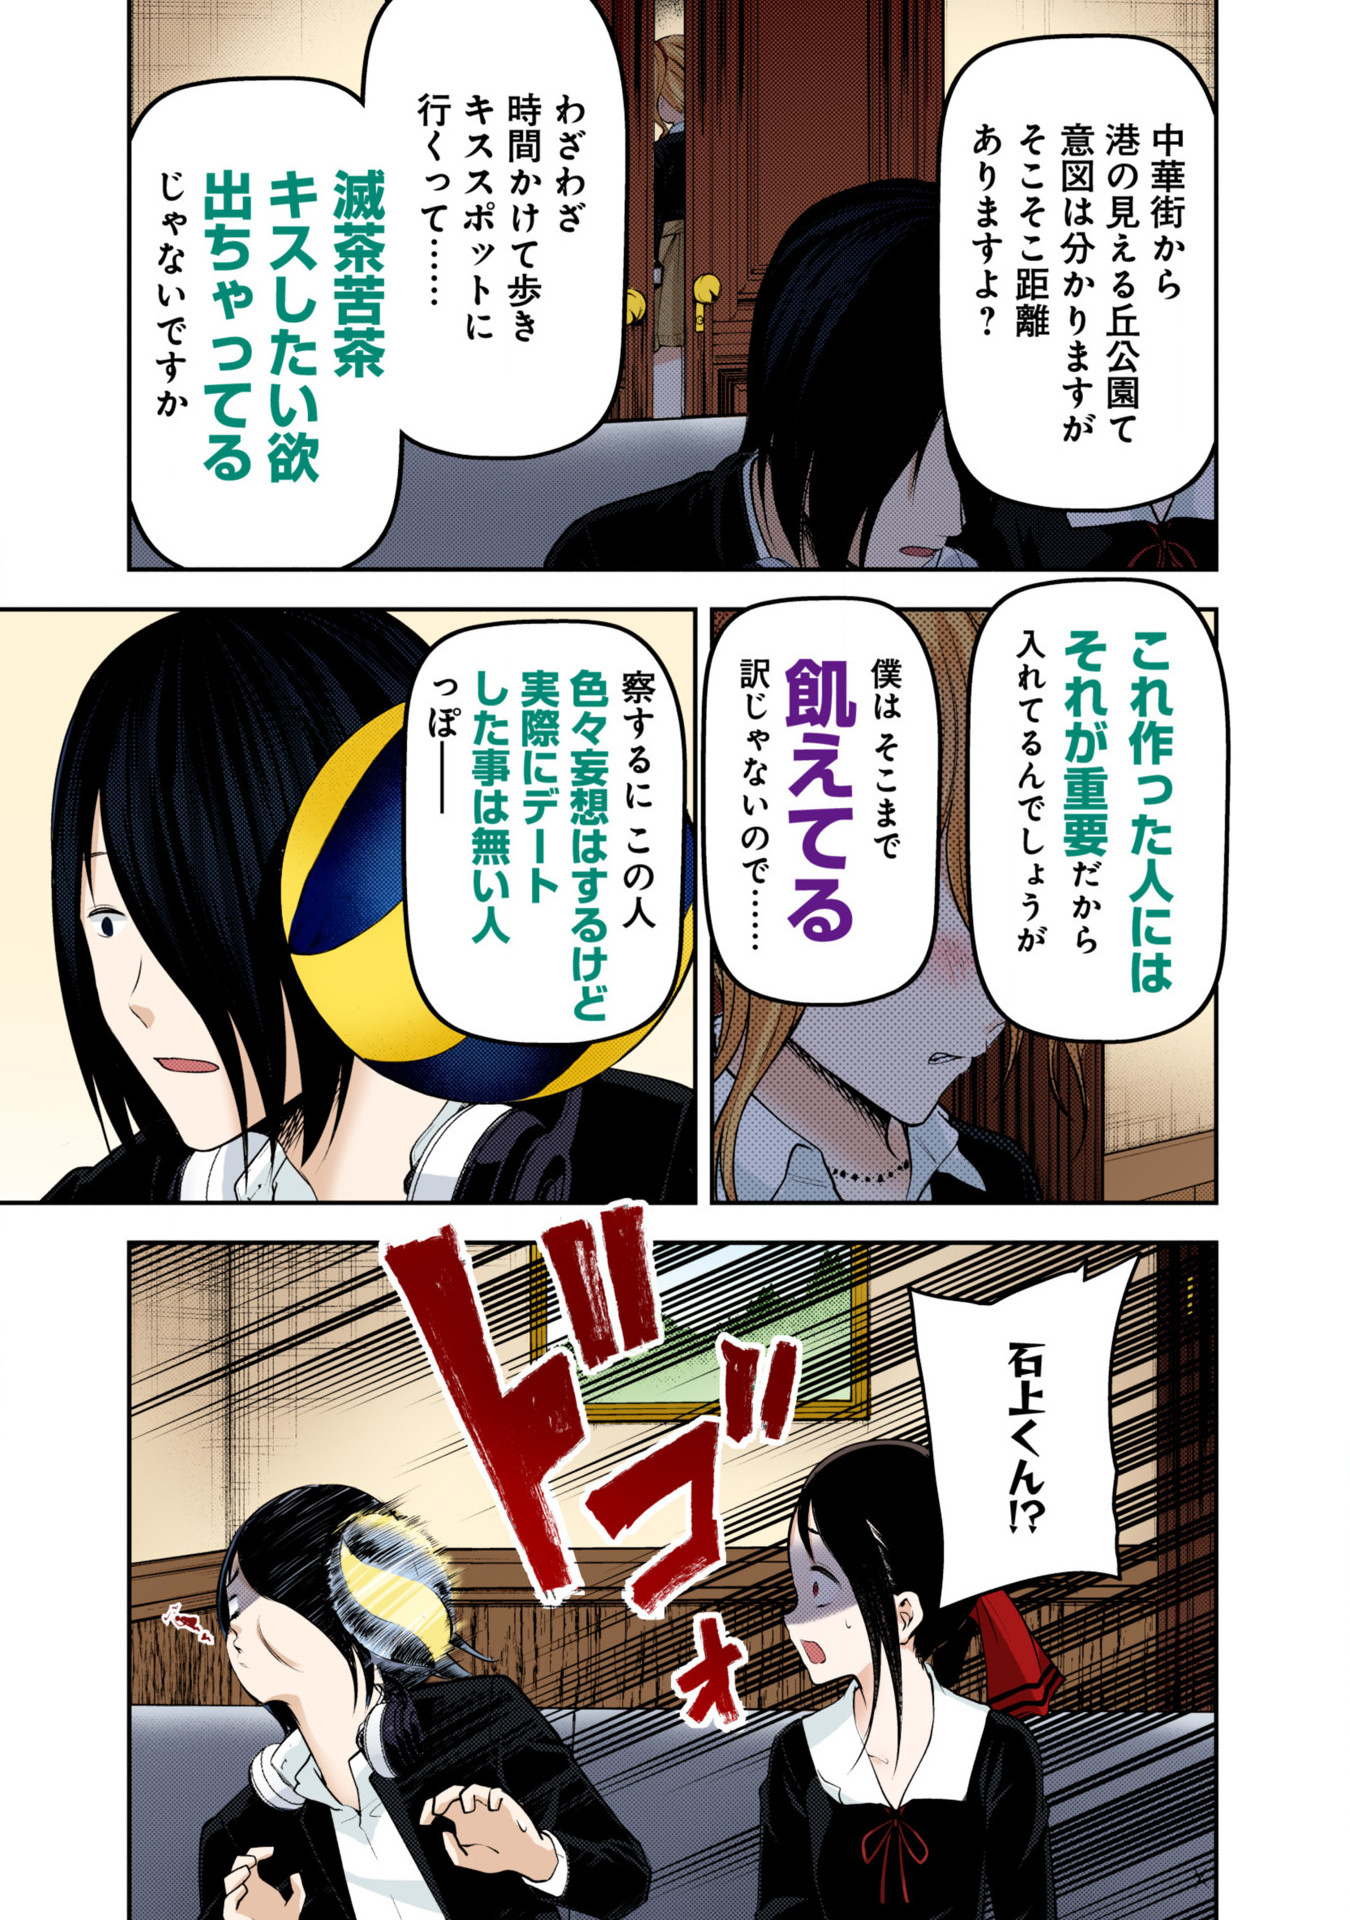 中華街から
港の見える丘公園て
意図は分かりますが
そこそこ距離
ありますよ?
わざわざ
時間かけて歩き
キススポットに
行くって……
滅茶苦茶
キスしたい欲
出ちゃってる
じゃないですか
これ作った人には
それが重要だから
入れてるんでしょうが
僕はそこまで
飢えてる
訳じゃないので……
察するにこの人
色々妄想はするけど
実際にデート
した事は無い人
っぽ——
石上くん!?
ドゴォ